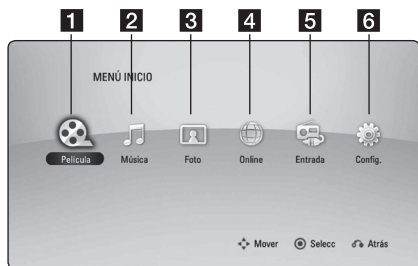 1 2 3 4 5 6
MENÚ INICIO
Película Música Foto Online Entrada Config.
Mover Selecc Atrás